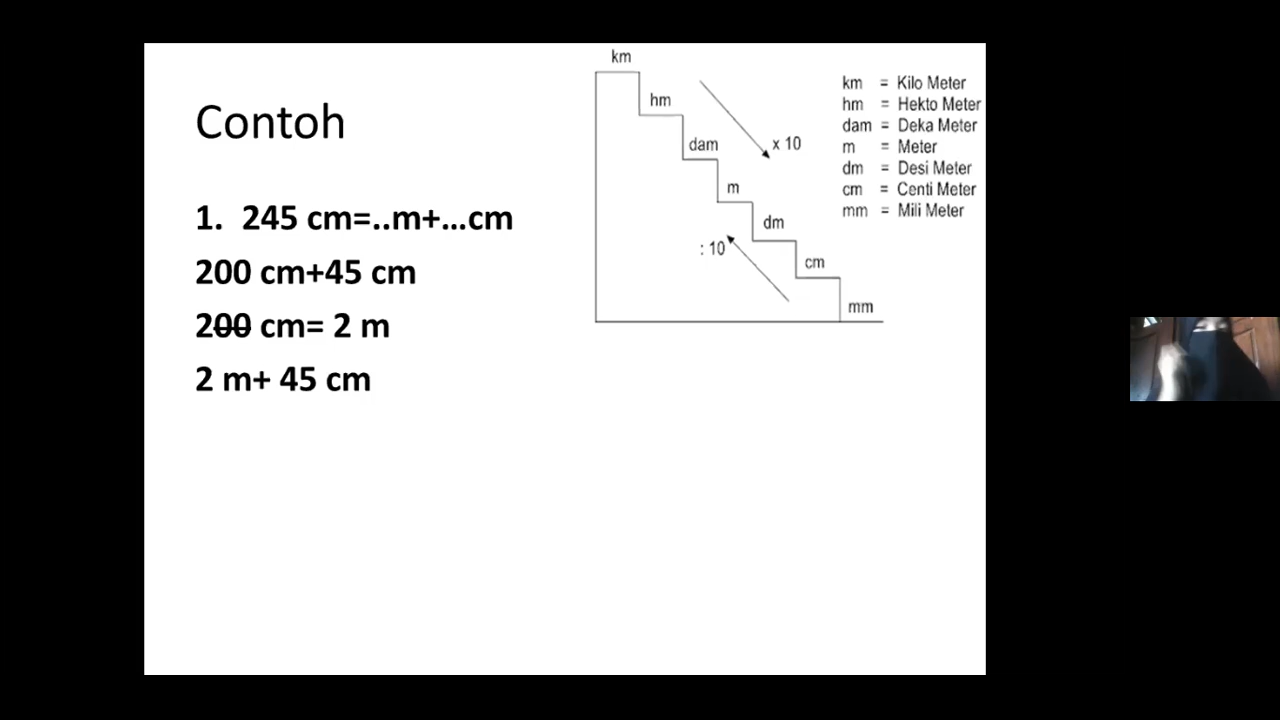 Contoh
1. 245 cm=..m+...cm
200 cm+45 cm
200 cm= 2 m
2 m+ 45 cm
km
hm
dam
m
dm
cm
mm
x 10
: 10
km = Kilo Meter
hm = Hekto Meter
dam = Deka Meter
m = Meter
dm = Desi Meter
cm = Centi Meter
mm = Mili Meter